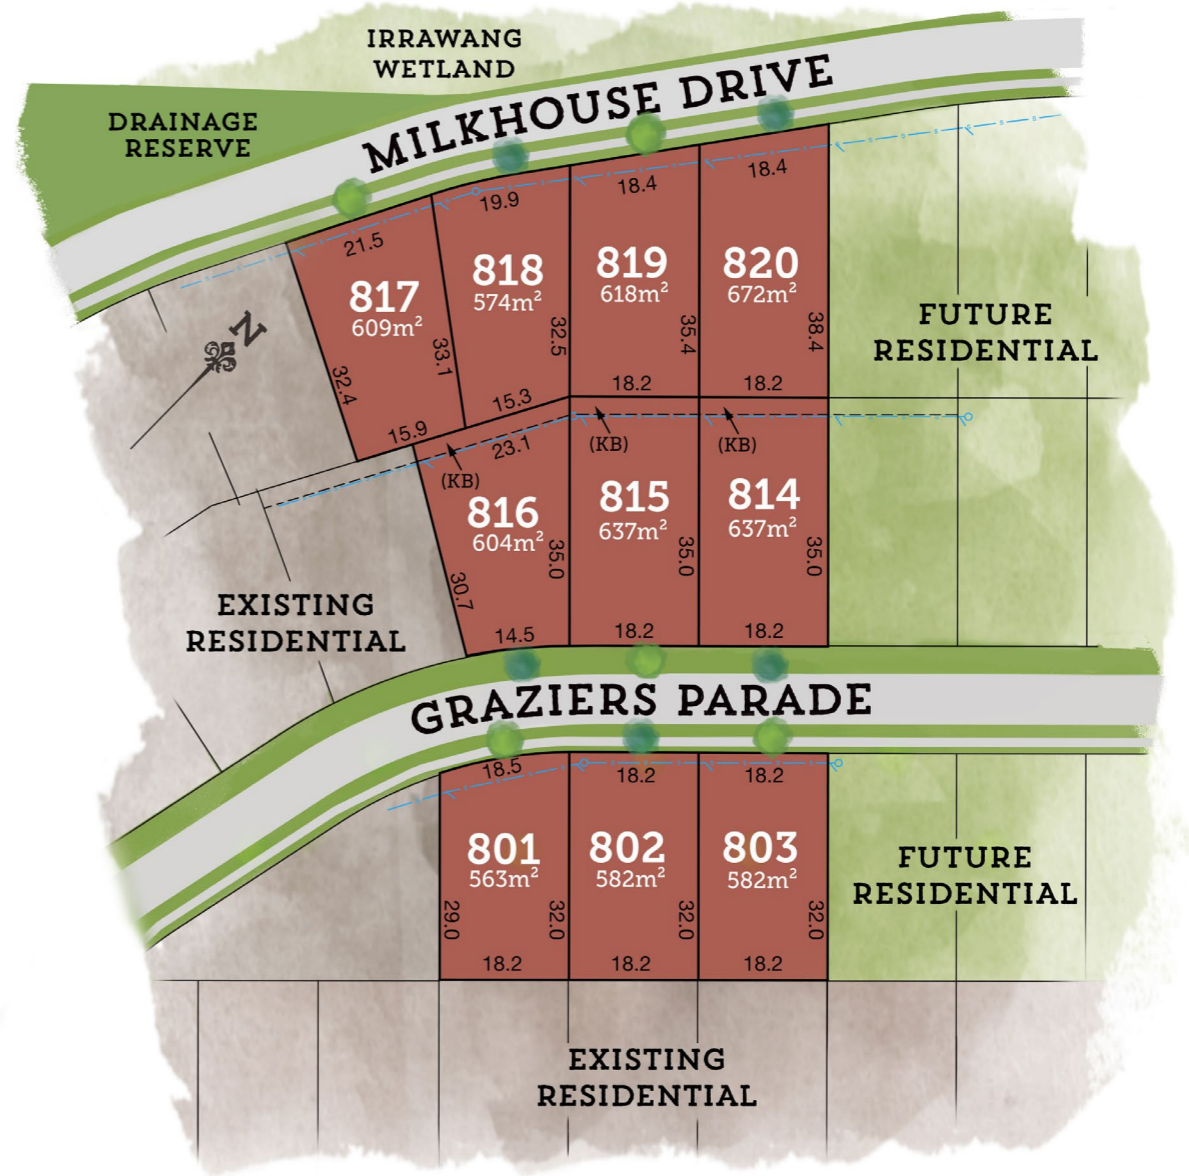 IRRAWANG
WETLAND
DRAINAGE
RESERVE
MILKHOUSE DRIVE
21.5
817
609m²
32.4
33.1
15.9
19.9
818
574m²
32.5
15.3
18.4
819
618m²
35.4
18.2
18.4
820
672m²
38.4
18.2
N
FUTURE
RESIDENTIAL
(KB)
23.1
816
604m²
30.7
35.0
14.5
(KB)
815
637m²
35.0
18.2
(KB)
814
637m²
35.0
18.2
EXISTING
RESIDENTIAL
GRAZIERS PARADE
18.5
801
563m²
29.0
32.0
18.2
18.2
802
582m²
32.0
18.2
18.2
803
582m²
32.0
18.2
FUTURE
RESIDENTIAL
EXISTING
RESIDENTIAL